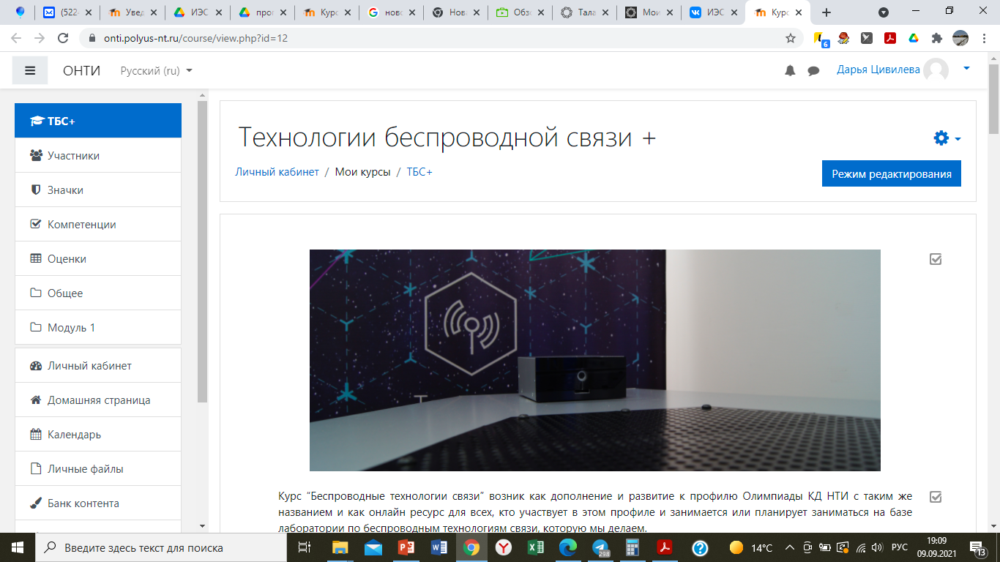 (522
Увед
ИЭС
про
Курс
ново
Нова
Обзо
Тала
Мои
ИЭС
Курс
onti.polyus-nt.ru/course/view.php?id=12
6
ОНТИ
Русский (ru)
Дарья Цивилева
ТБС+
Участники
Значки
Компетенции
Оценки
Общее
Модуль 1
Личный кабинет
Домашняя страница
Календарь
Личные файлы
Банк контента
Технологии беспроводной связи +
Личный кабинет / Мои курсы / ТБС+
Режим редактирования
Курс “Беспроводные технологии связи” возник как дополнение и развитие к профилю Олимпиады КД НТИ с таким же
названием и как онлайн ресурс для всех, кто участвует в этом профиле и занимается или планирует заниматься на базе
лаборатории по беспроводным технологиям связи, которую мы делаем.
Введите здесь текст для поиска
298
14°C
РУС
19:09
09.09.2021
13